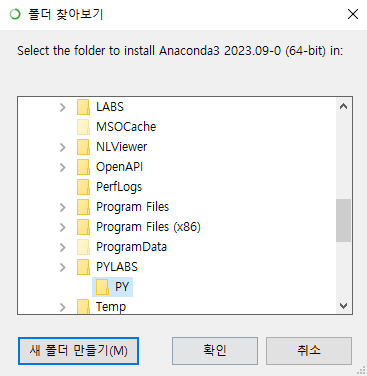 폴더 찾아보기
Select the folder to install Anaconda3 2023.09-0 (64-bit) in:
LABS
MSOCache
NLViewer
OpenAPI
PerfLogs
Program Files
Program Files (x86)
ProgramData
PYLABS
PY
Temp
새 폴더 만들기(M) 확인 취소